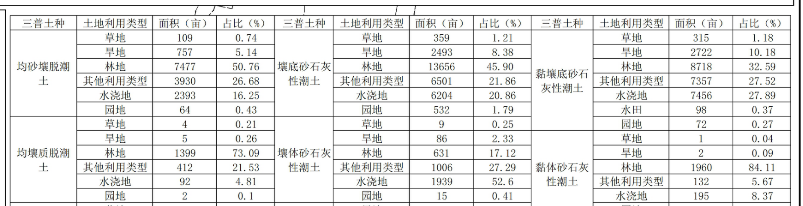 三普土种 土地利用类型 面积（亩） 占比（%） 三普土种 土地利用类型 面积（亩） 占比（%） 三普土种 土地利用类型 面积（亩） 占比（%）
均砂壤脱潮土 草地 109 0.74 壤底砂石灰性潮土 草地 359 1.21 黏壤底砂石灰性潮土 草地 315 1.18
旱地 757 5.14 旱地 2493 8.38 旱地 2722 10.18
林地 7477 50.76 林地 13656 45.90 林地 8718 32.59
其他利用类型 3930 26.68 其他利用类型 6501 21.86 其他利用类型 7357 27.52
水浇地 2393 16.25 水浇地 6204 20.86 水浇地 7456 27.89
园地 64 0.43 园地 532 1.79 水田 98 0.37
均壤质脱潮土 草地 4 0.21 壤体砂石灰性潮土 草地 9 0.25 园地 72 0.27
旱地 5 0.26 旱地 86 2.33 黏体砂石灰性潮土 草地 1 0.04
林地 1399 73.09 林地 631 17.12 旱地 2 0.09
其他利用类型 412 21.53 其他利用类型 1006 27.29 林地 1960 84.11
水浇地 92 4.81 水浇地 1939 52.6 其他利用类型 132 5.67
园地 2 0.1 园地 15 0.41 水浇地 195 8.37